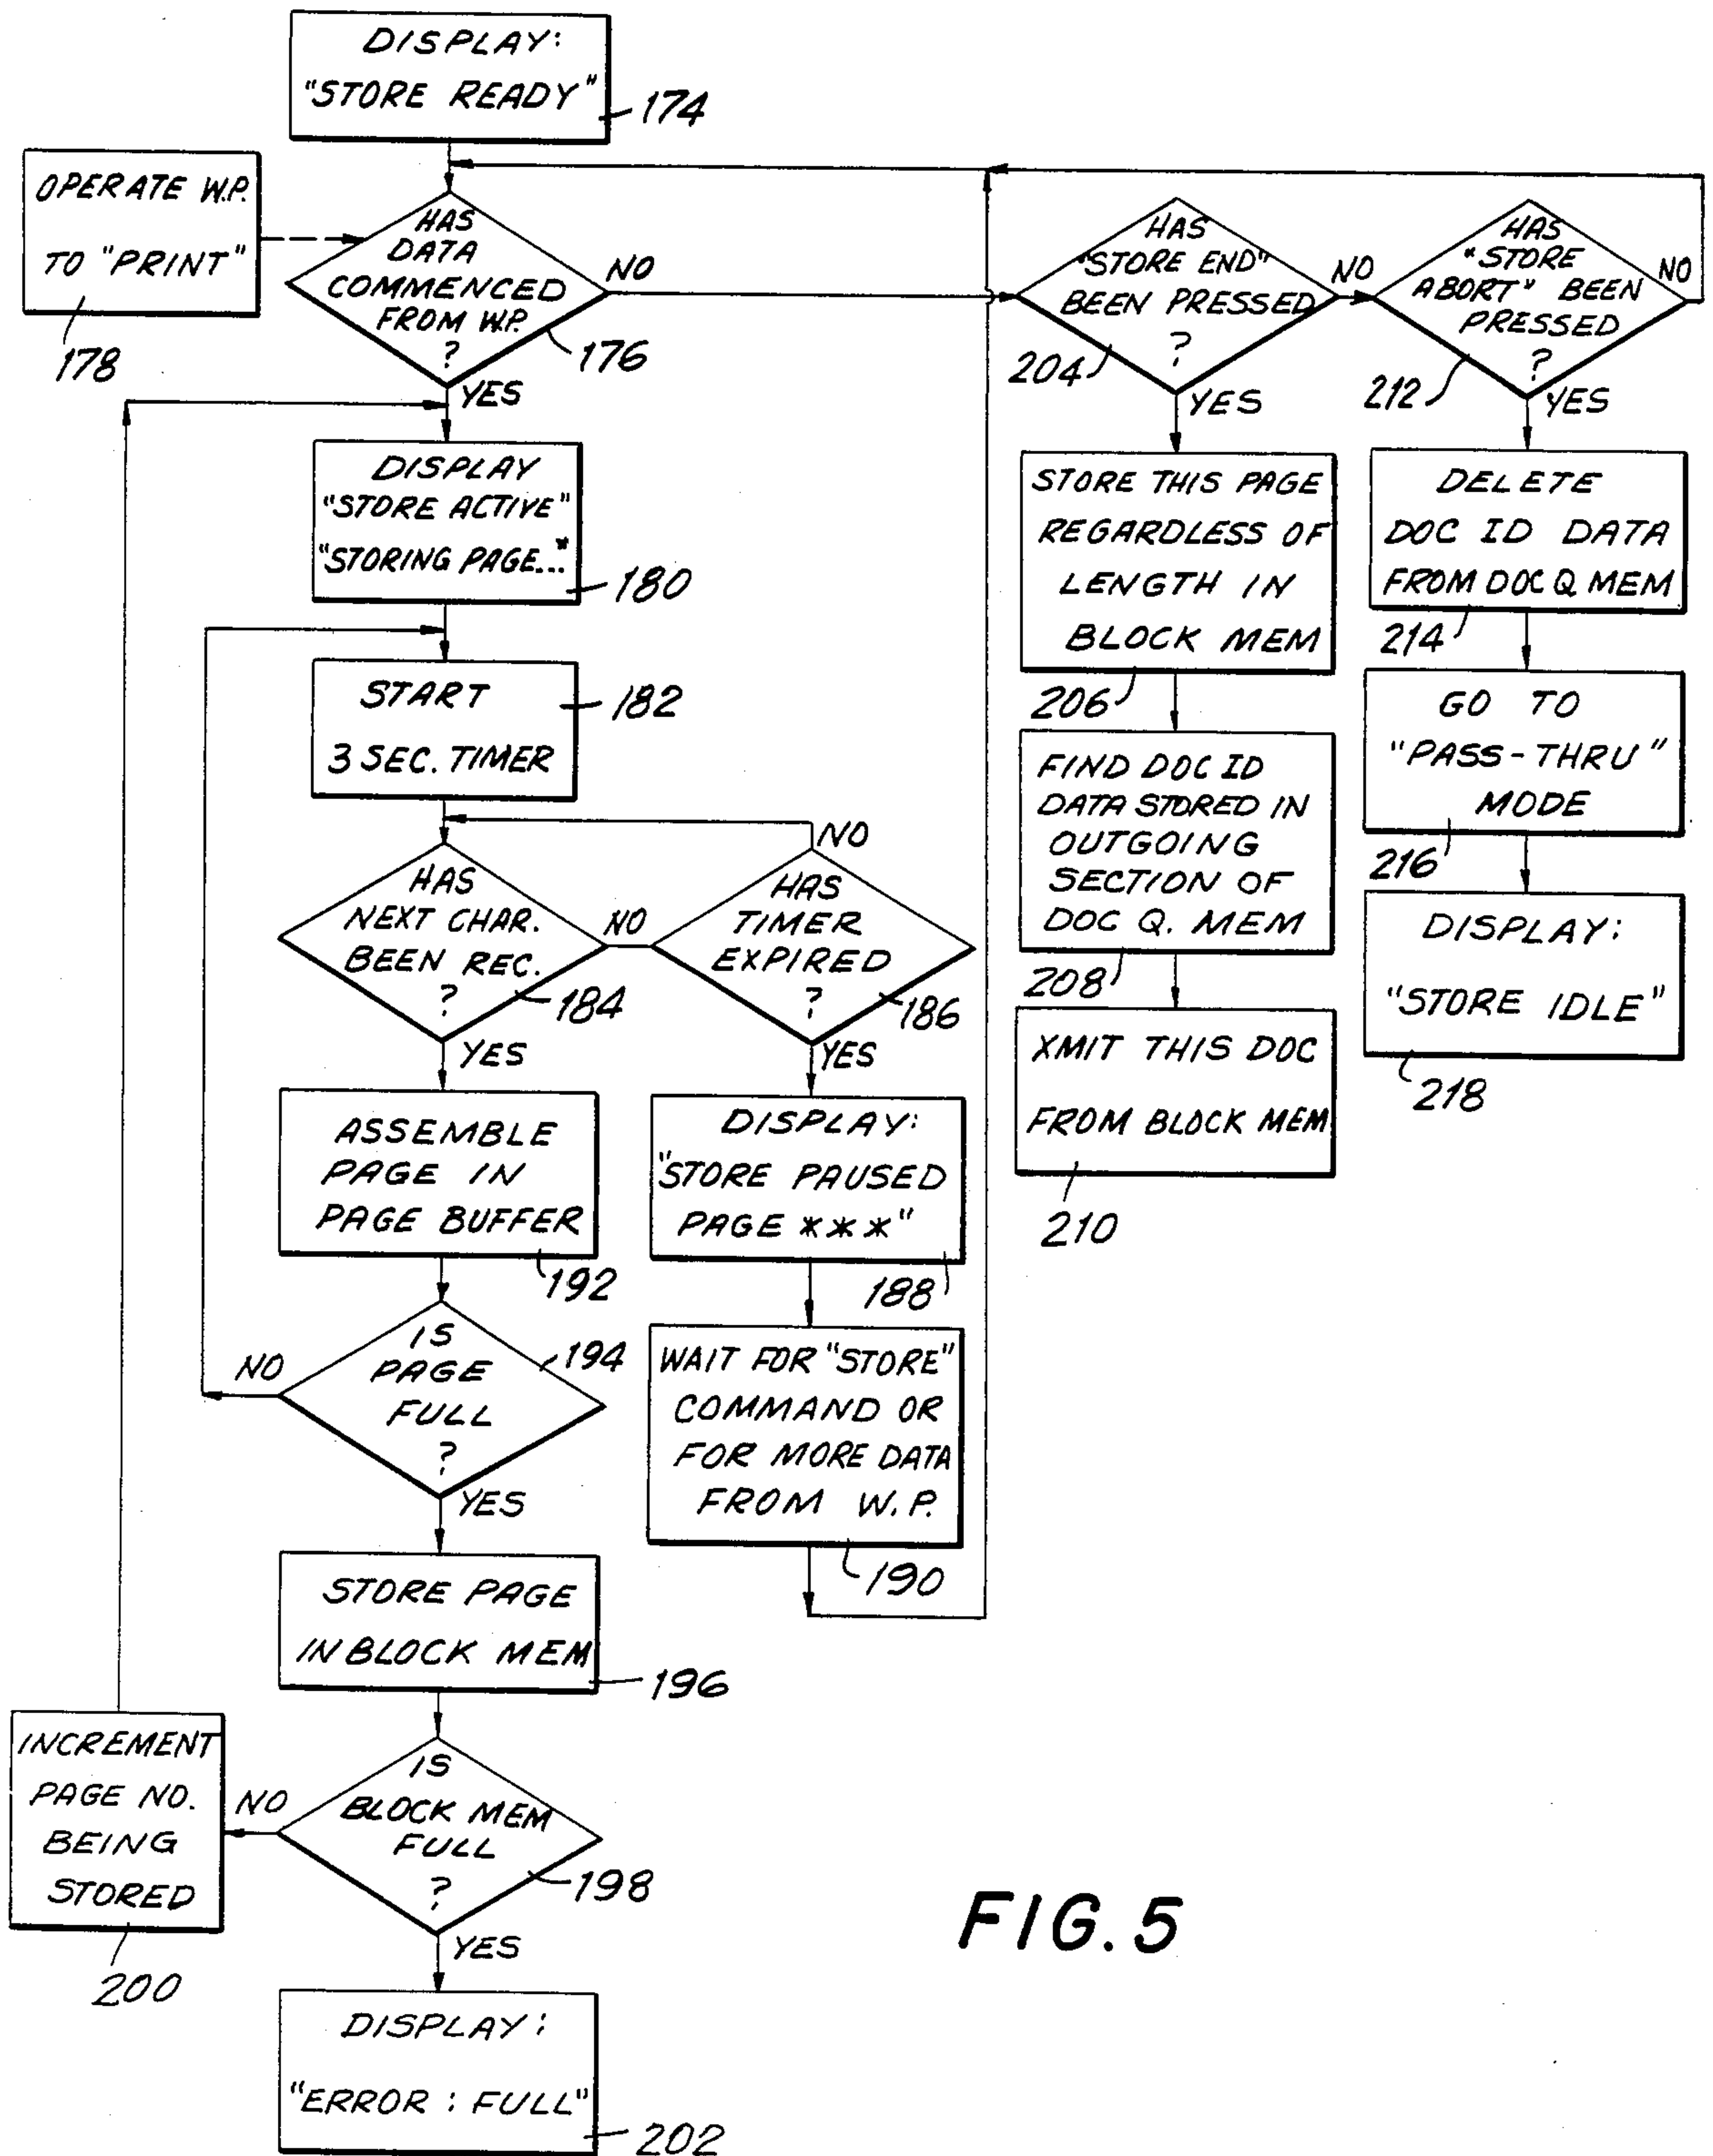 DISPLAY:
"STORE READY"
174
OPERATE W.P.
TO "PRINT"
178
HAS
DATA
COMMENCED
FROM W.P.
?
176
NO
YES
HAS
"STORE END"
BEEN PRESSED
?
204
NO
YES
HAS
"STORE
ABORT" BEEN
PRESSED
?
212
NO
YES
DISPLAY
"STORE ACTIVE"
"STORING PAGE..."
180
START
3 SEC. TIMER
182
HAS
NEXT CHAR.
BEEN REC.
?
184
NO
YES
HAS
TIMER
EXPIRED
?
186
NO
YES
ASSEMBLE
PAGE IN
PAGE BUFFER
192
DISPLAY:
"STORE PAUSED
PAGE ***"
188
IS
PAGE
FULL
?
194
NO
YES
WAIT FOR "STORE"
COMMAND OR
FOR MORE DATA
FROM W.P.
190
STORE PAGE
IN BLOCK MEM
196
IS
BLOCK MEM
FULL
?
198
NO
YES
INCREMENT
PAGE NO.
BEING
STORED
200
DISPLAY:
"ERROR : FULL"
202
STORE THIS PAGE
REGARDLESS OF
LENGTH IN
BLOCK MEM
206
FIND DOC ID
DATA STORED IN
OUTGOING
SECTION OF
DOC Q. MEM
208
XMIT THIS DOC
FROM BLOCK MEM
210
DELETE
DOC ID DATA
FROM DOC Q MEM
214
GO TO
"PASS-THRU"
MODE
216
DISPLAY:
"STORE IDLE"
218
FIG. 5